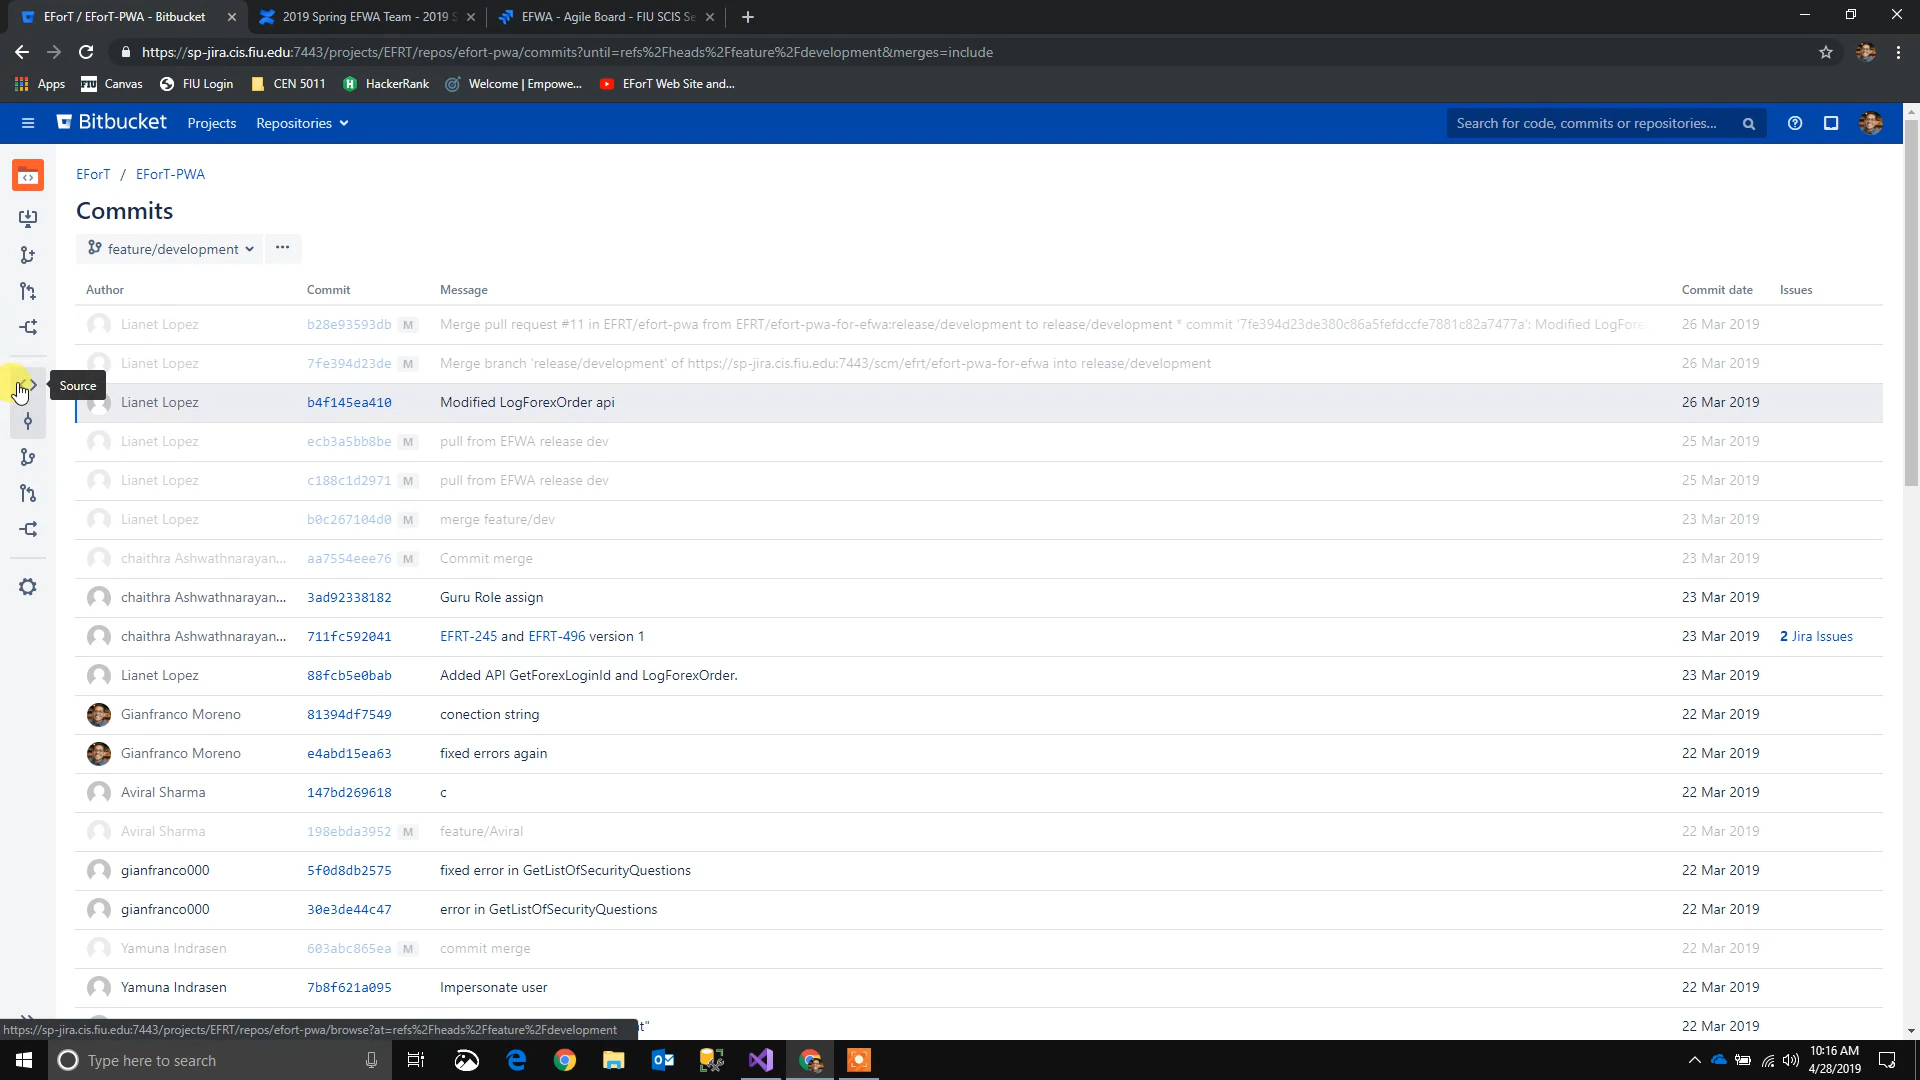 EForT / EForT-PWA - Bitbucket
2019 Spring EFWA Team - 2019 S
EFWA - Agile Board - FIU SCIS Se
https://sp-jira.cis.fiu.edu:7443/projects/EFRT/repos/efort-pwa/commits?until=refs%2Fheads%2Ffeature%2Fdevelopment&merges=include
Apps
FIU
Canvas
FIU Login
CEN 5011
HackerRank
Welcome | Empowe...
EForT Web Site and...
Bitbucket
Projects
Repositories
Search for code, commits or repositories...
EForT / EForT-PWA
Commits
feature/development
...
Author Commit Message Commit date Issues
Lianet Lopez b28e93593db M Merge pull request #11 in EFRT/efort-pwa from EFRT/efort-pwa-for-efwa:release/development to release/development * commit '7fe394d23de380c86a5fefdccfe7881c82a7477a': Modified LogFore 26 Mar 2019
Lianet Lopez 7fe394d23de M Merge branch 'release/development' of https://sp-jira.cis.fiu.edu:7443/scm/efrt/efort-pwa-for-efwa into release/development 26 Mar 2019
Source
Lianet Lopez b4f145ea410 Modified LogForexOrder api 26 Mar 2019
Lianet Lopez ecb3a5bb8be M pull from EFWA release dev 25 Mar 2019
Lianet Lopez c188c1d2971 M pull from EFWA release dev 25 Mar 2019
Lianet Lopez b0c267104d0 M merge feature/dev 23 Mar 2019
chaithra Ashwathnarayan... aa7554eee76 M Commit merge 23 Mar 2019
chaithra Ashwathnarayan... 3ad92338182 Guru Role assign 23 Mar 2019
chaithra Ashwathnarayan... 711fc592041 EFRT-245 and EFRT-496 version 1 23 Mar 2019 2 Jira Issues
Lianet Lopez 88fcb5e0bab Added API GetForexLoginId and LogForexOrder. 23 Mar 2019
Gianfranco Moreno 81394df7549 conection string 22 Mar 2019
Gianfranco Moreno e4abd15ea63 fixed errors again 22 Mar 2019
Aviral Sharma 147bd269618 c 22 Mar 2019
Aviral Sharma 198ebda3952 M feature/Aviral 22 Mar 2019
gianfranco000 5f0d8db2575 fixed error in GetListOfSecurityQuestions 22 Mar 2019
gianfranco000 30e3de44c47 error in GetListOfSecurityQuestions 22 Mar 2019
Yamuna Indrasen 603abc865ea M commit merge 22 Mar 2019
Yamuna Indrasen 7b8f621a095 Impersonate user 22 Mar 2019
22 Mar 2019
https://sp-jira.cis.fiu.edu:7443/projects/EFRT/repos/efort-pwa/browse?at=refs%2Fheads%2Ffeature%2Fdevelopment
Type here to search
10:16 AM
4/28/2019